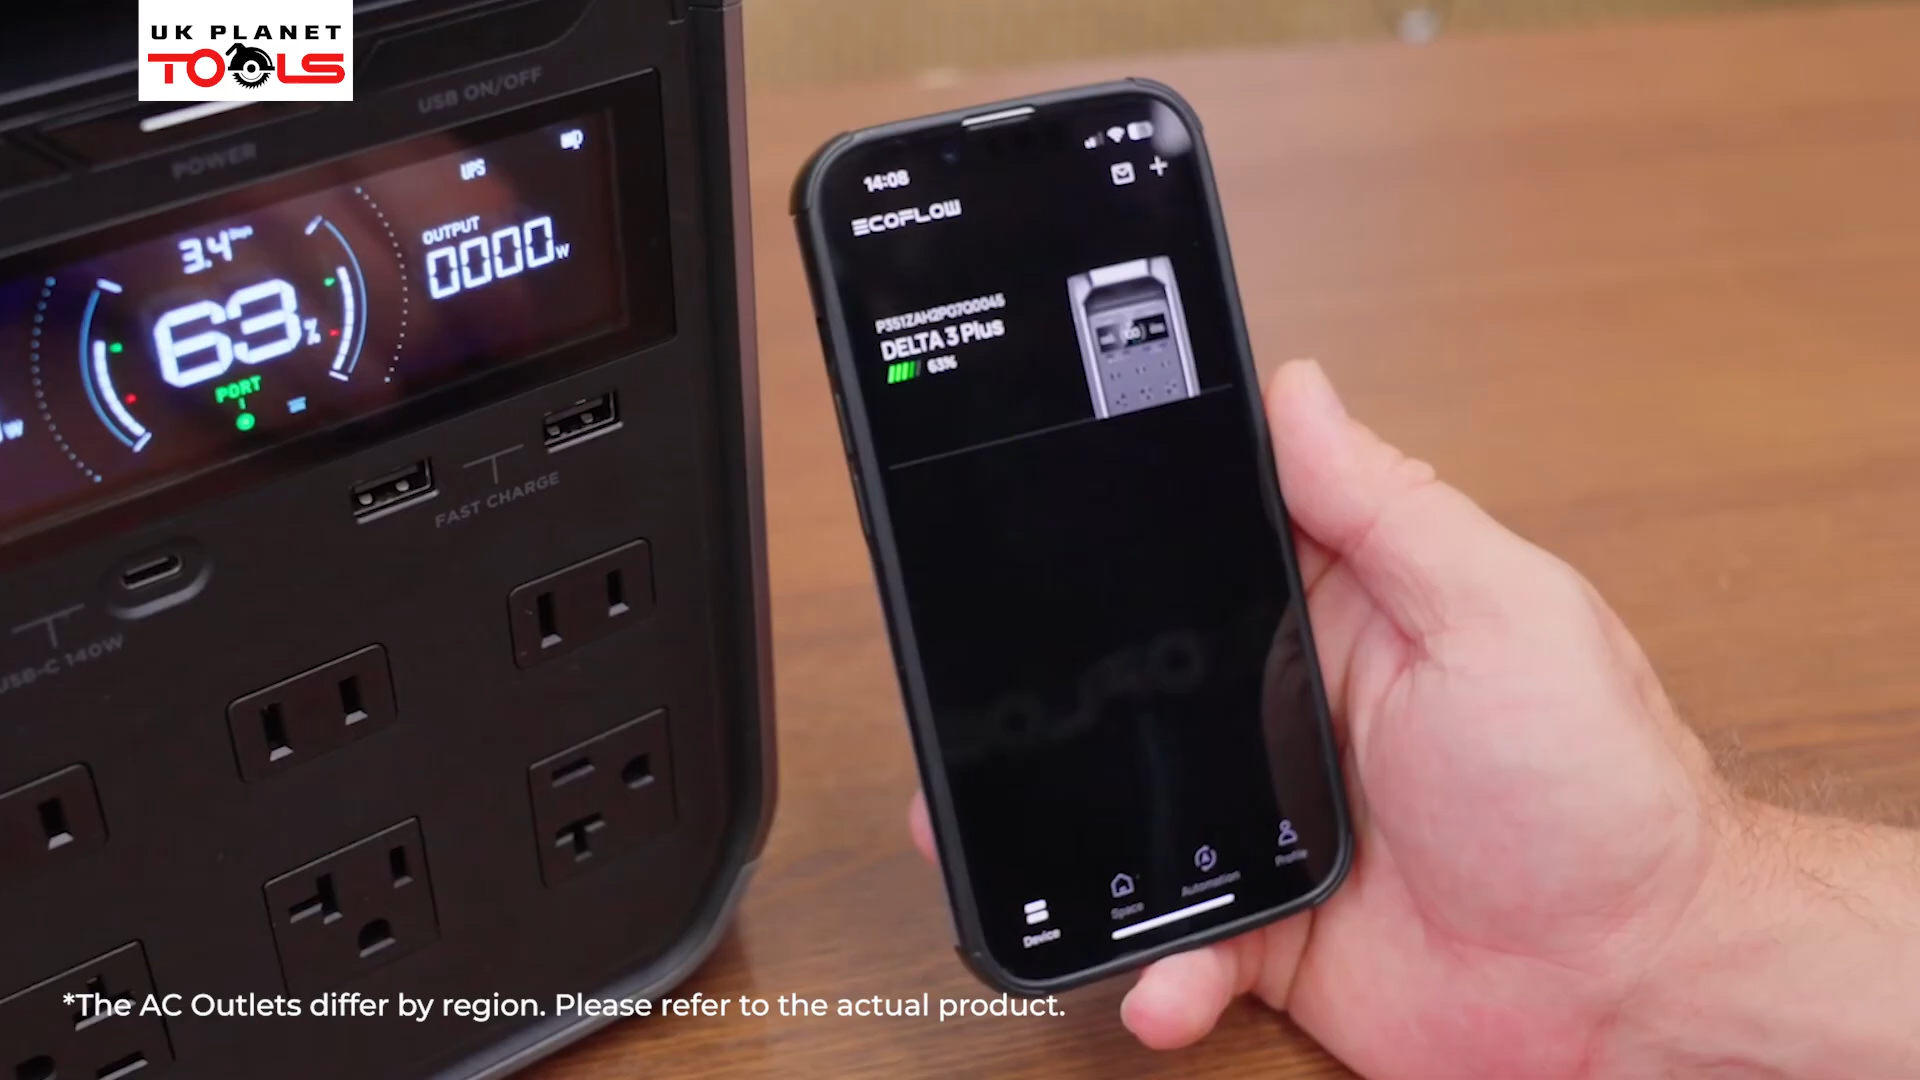 UK PLANET
TOOLS
USB ON/OFF
POWER
UPS
3.4
63%
PORT
OUTPUT
0000W
W
FAST CHARGE
USB-C 140W
14:08
ECOFLOW
P351ZAH2P07Q0045
DELTA 3 Plus
63%
Device
Space
Automation
Profile
*The AC Outlets differ by region. Please refer to the actual product.